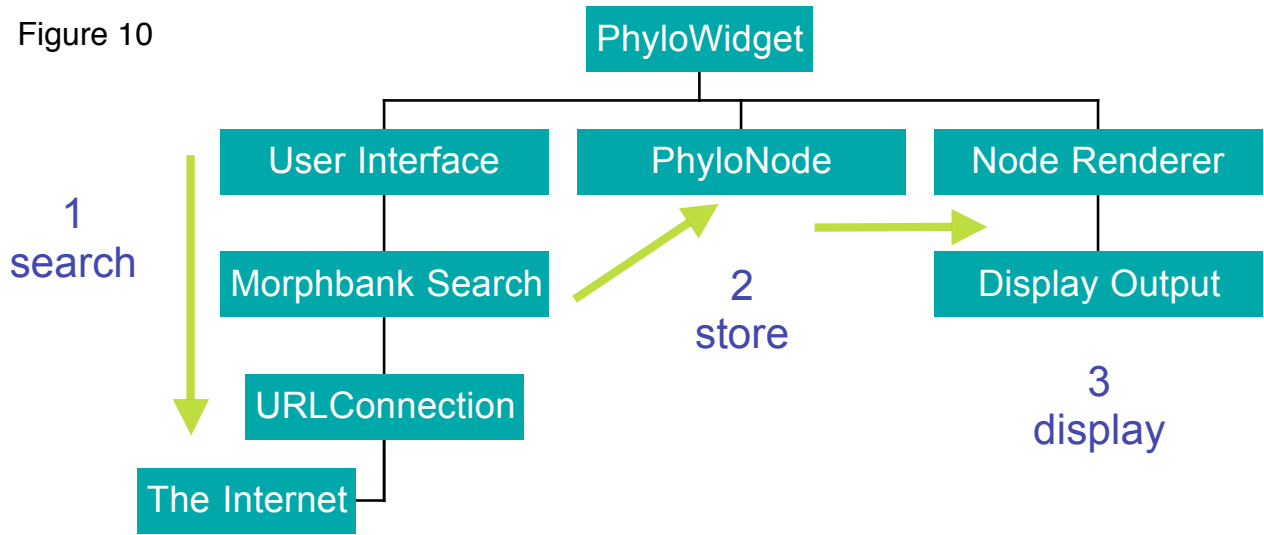 Figure 10
PhyloWidget
User Interface
PhyloNode
Node Renderer
1
search
Morphbank Search
2
store
Display Output
URLConnection
3
display
The Internet